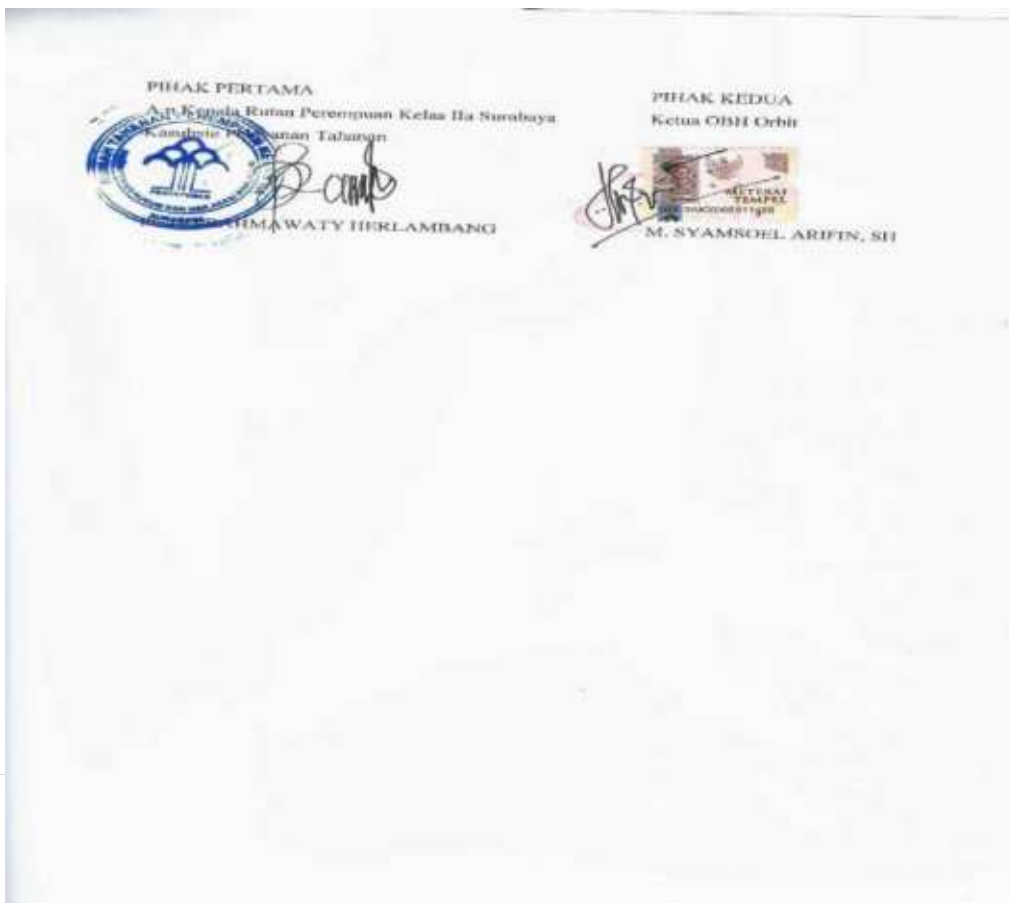 PIHAK PERTAMA
A.n Kepala Rutan Perempuan Kelas IIa Surabaya
Tahanan
RAHMAWATY HERLAMBANG
PIHAK KEDUA
Ketua OBH Orbit
METERAI
TEMPEL
M. SYAMSOEL ARIFIN, SH